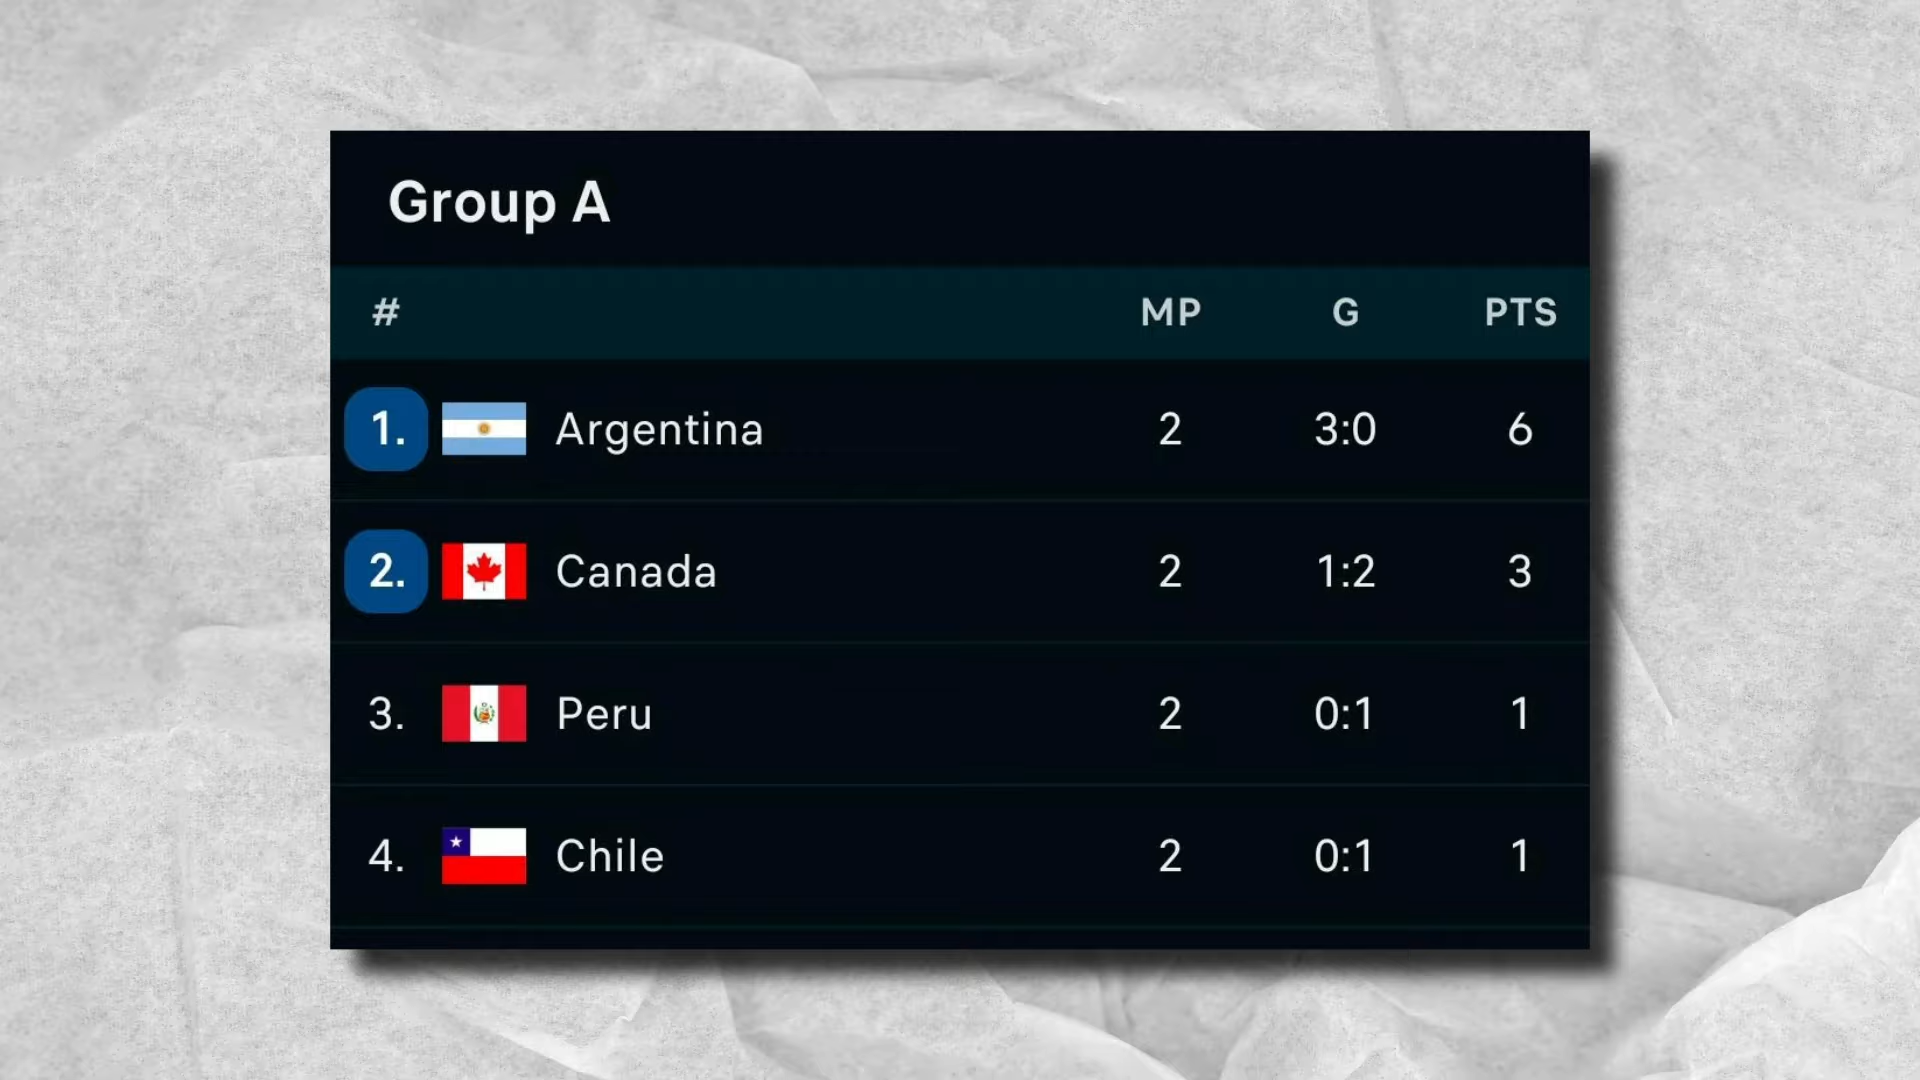 Group A
# MP G PTS
1. Argentina 2 3:0 6
2. Canada 2 1:2 3
3. Peru 2 0:1 1
4. Chile 2 0:1 1